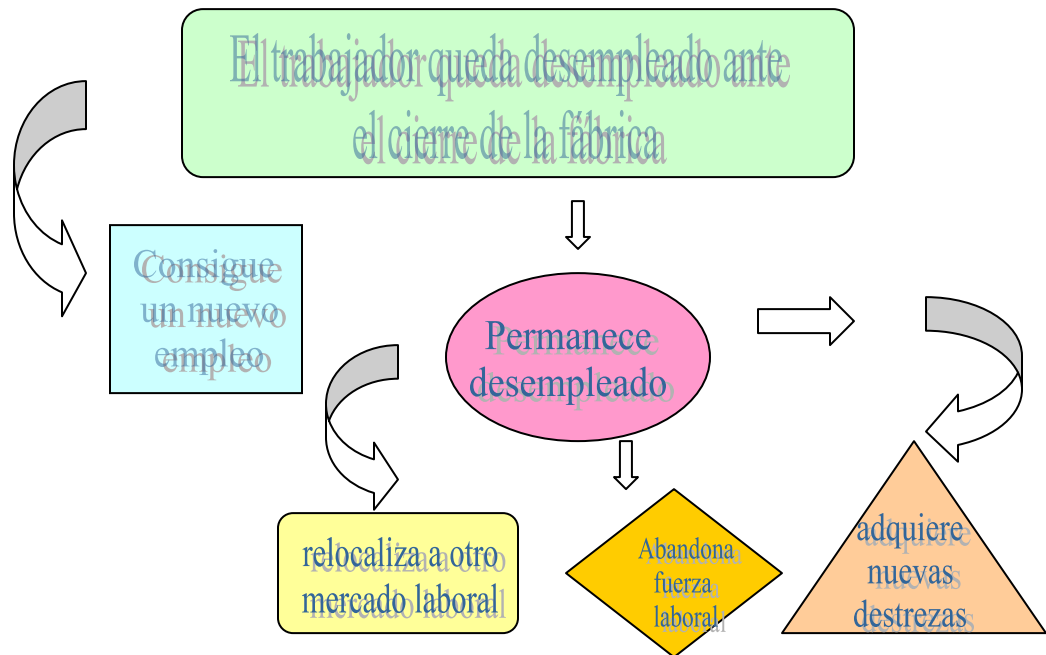 El trabajador queda desempleado ante
el cierre de la fábrica
Consigue
un nuevo
empleo
Permanece
desempleado
relocaliza a otro
mercado laboral
Abandona
fuerza
laboral
adquiere
nuevas
destrezas